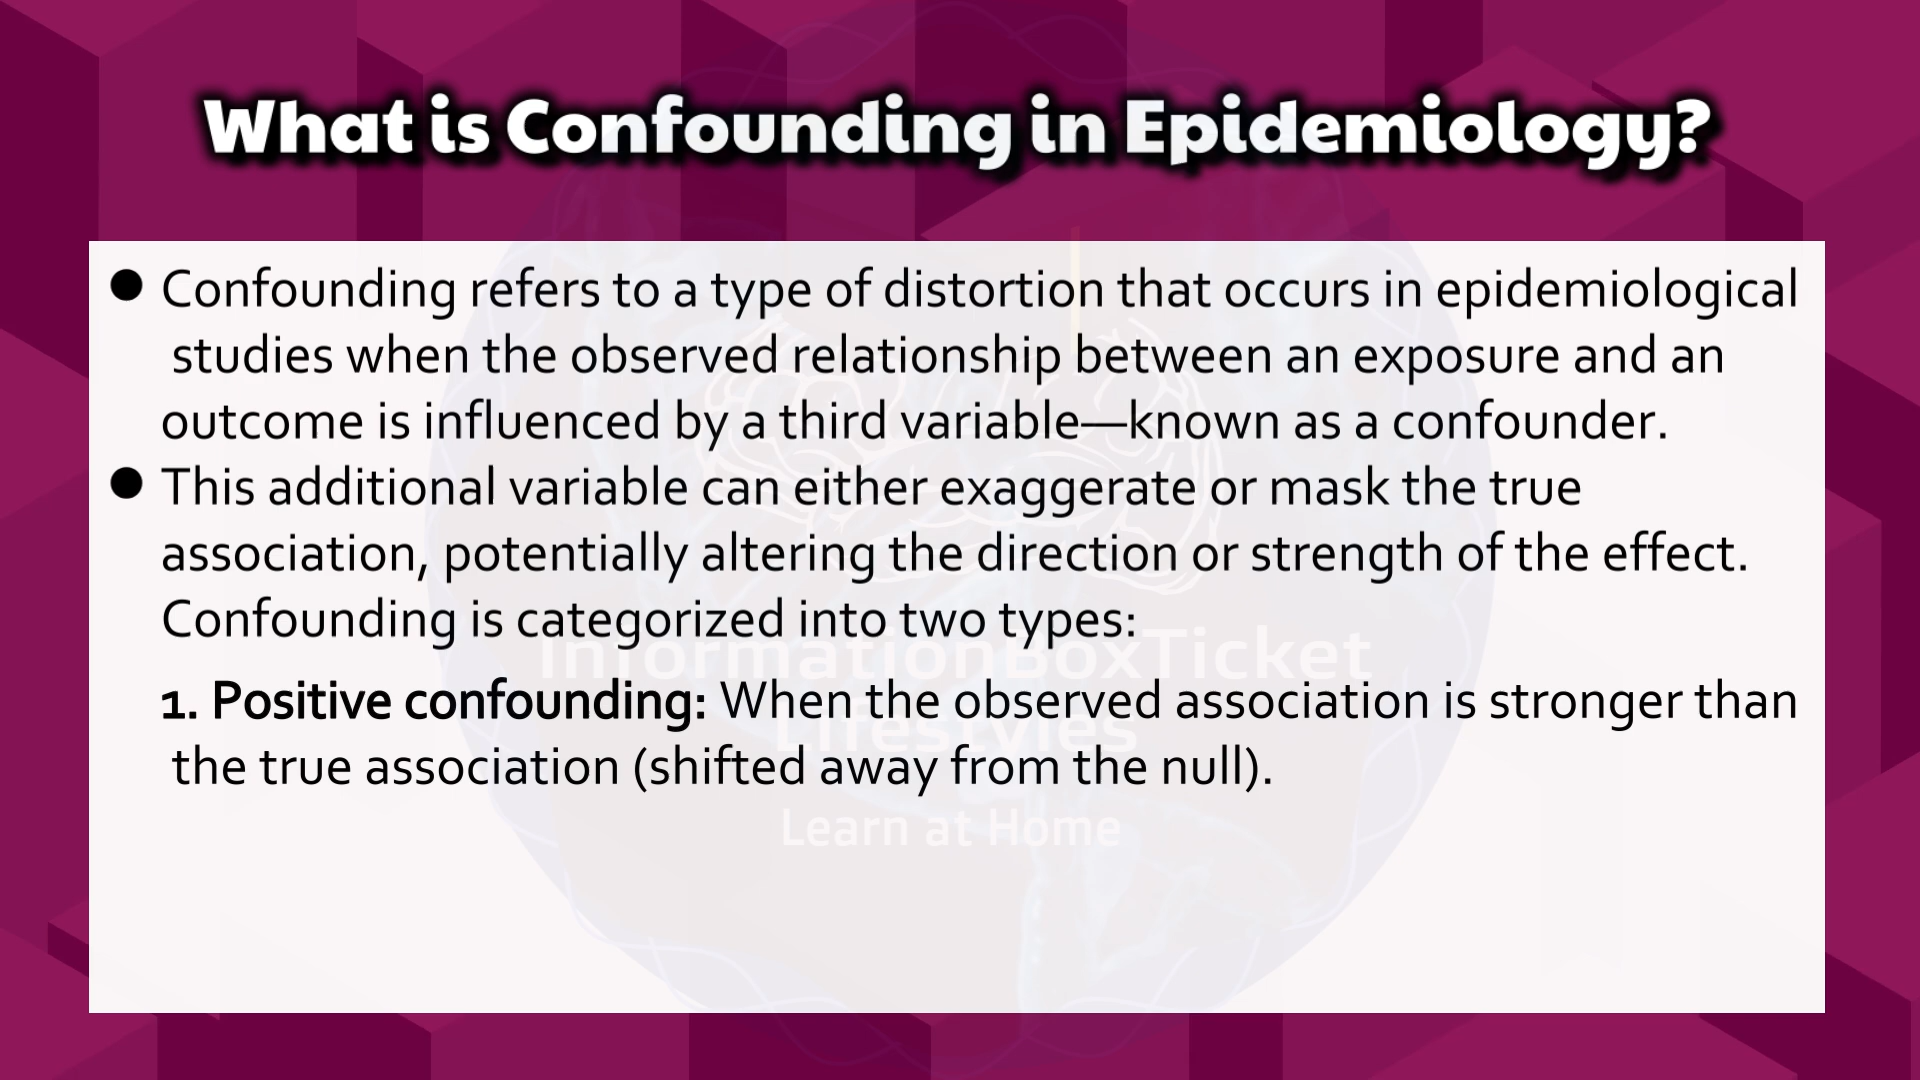 What is Confounding in Epidemiology?
● Confounding refers to a type of distortion that occurs in epidemiological
studies when the observed relationship between an exposure and an
outcome is influenced by a third variable—known as a confounder.
● This additional variable can either exaggerate or mask the true
association, potentially altering the direction or strength of the effect.
Confounding is categorized into two types:
InformationBoxTicket
1. Positive confounding: When the observed association is stronger than
Lifestyles
the true association (shifted away from the null).
Learn at Home